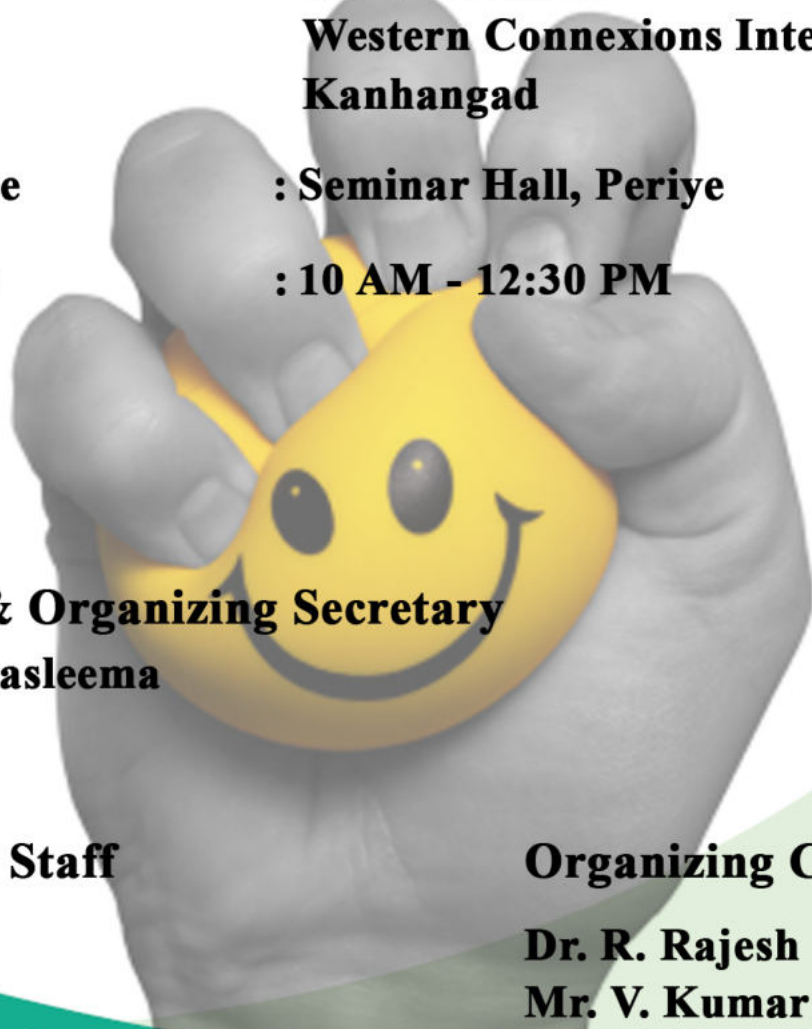 Western Connexions Inte
Kanhangad
e : Seminar Hall, Periye
: 10 AM - 12:30 PM
& Organizing Secretary
asleema
Staff Organizing C
Dr. R. Rajesh
Mr. V. Kumar